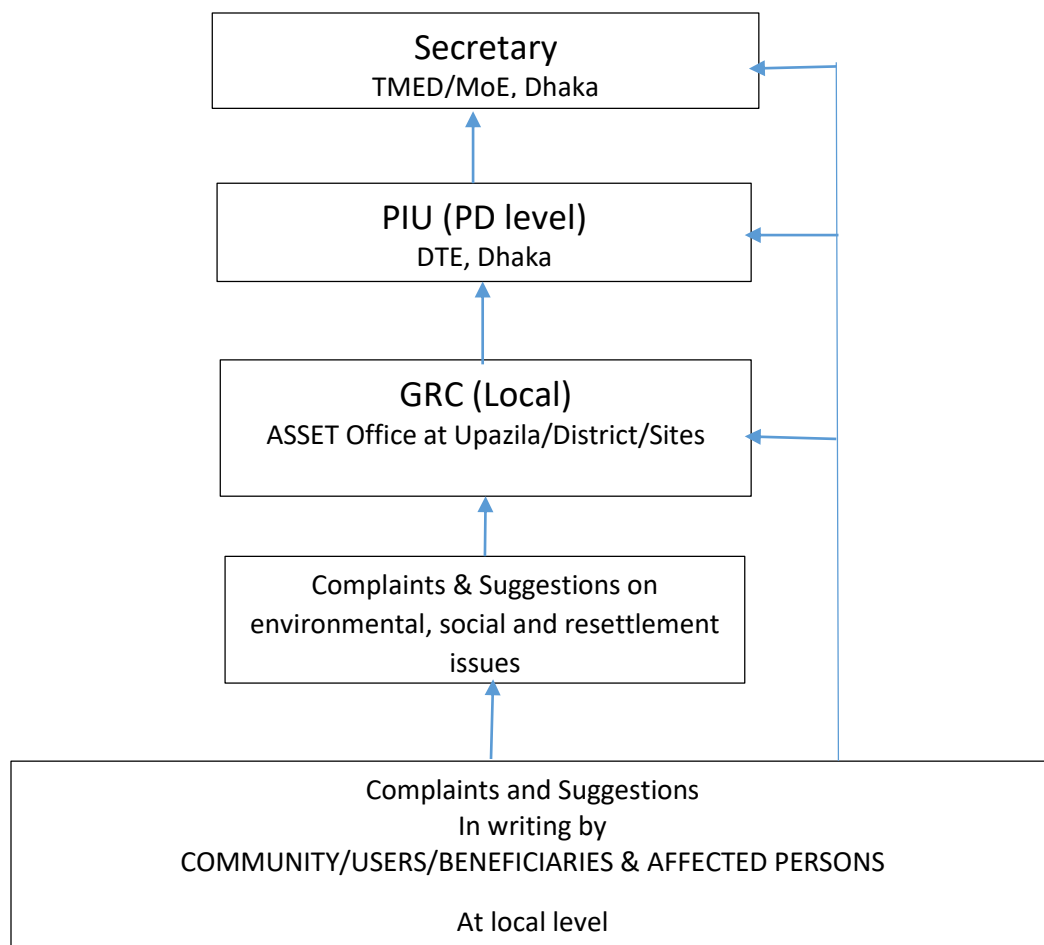 Secretary
TMED/MoE, Dhaka
PIU (PD level)
DTE, Dhaka
GRC (Local)
ASSET Office at Upazila/District/Sites
Complaints & Suggestions on
environmental, social and resettlement
issues
Complaints and Suggestions
In writing by
COMMUNITY/USERS/BENEFICIARIES & AFFECTED PERSONS
At local level